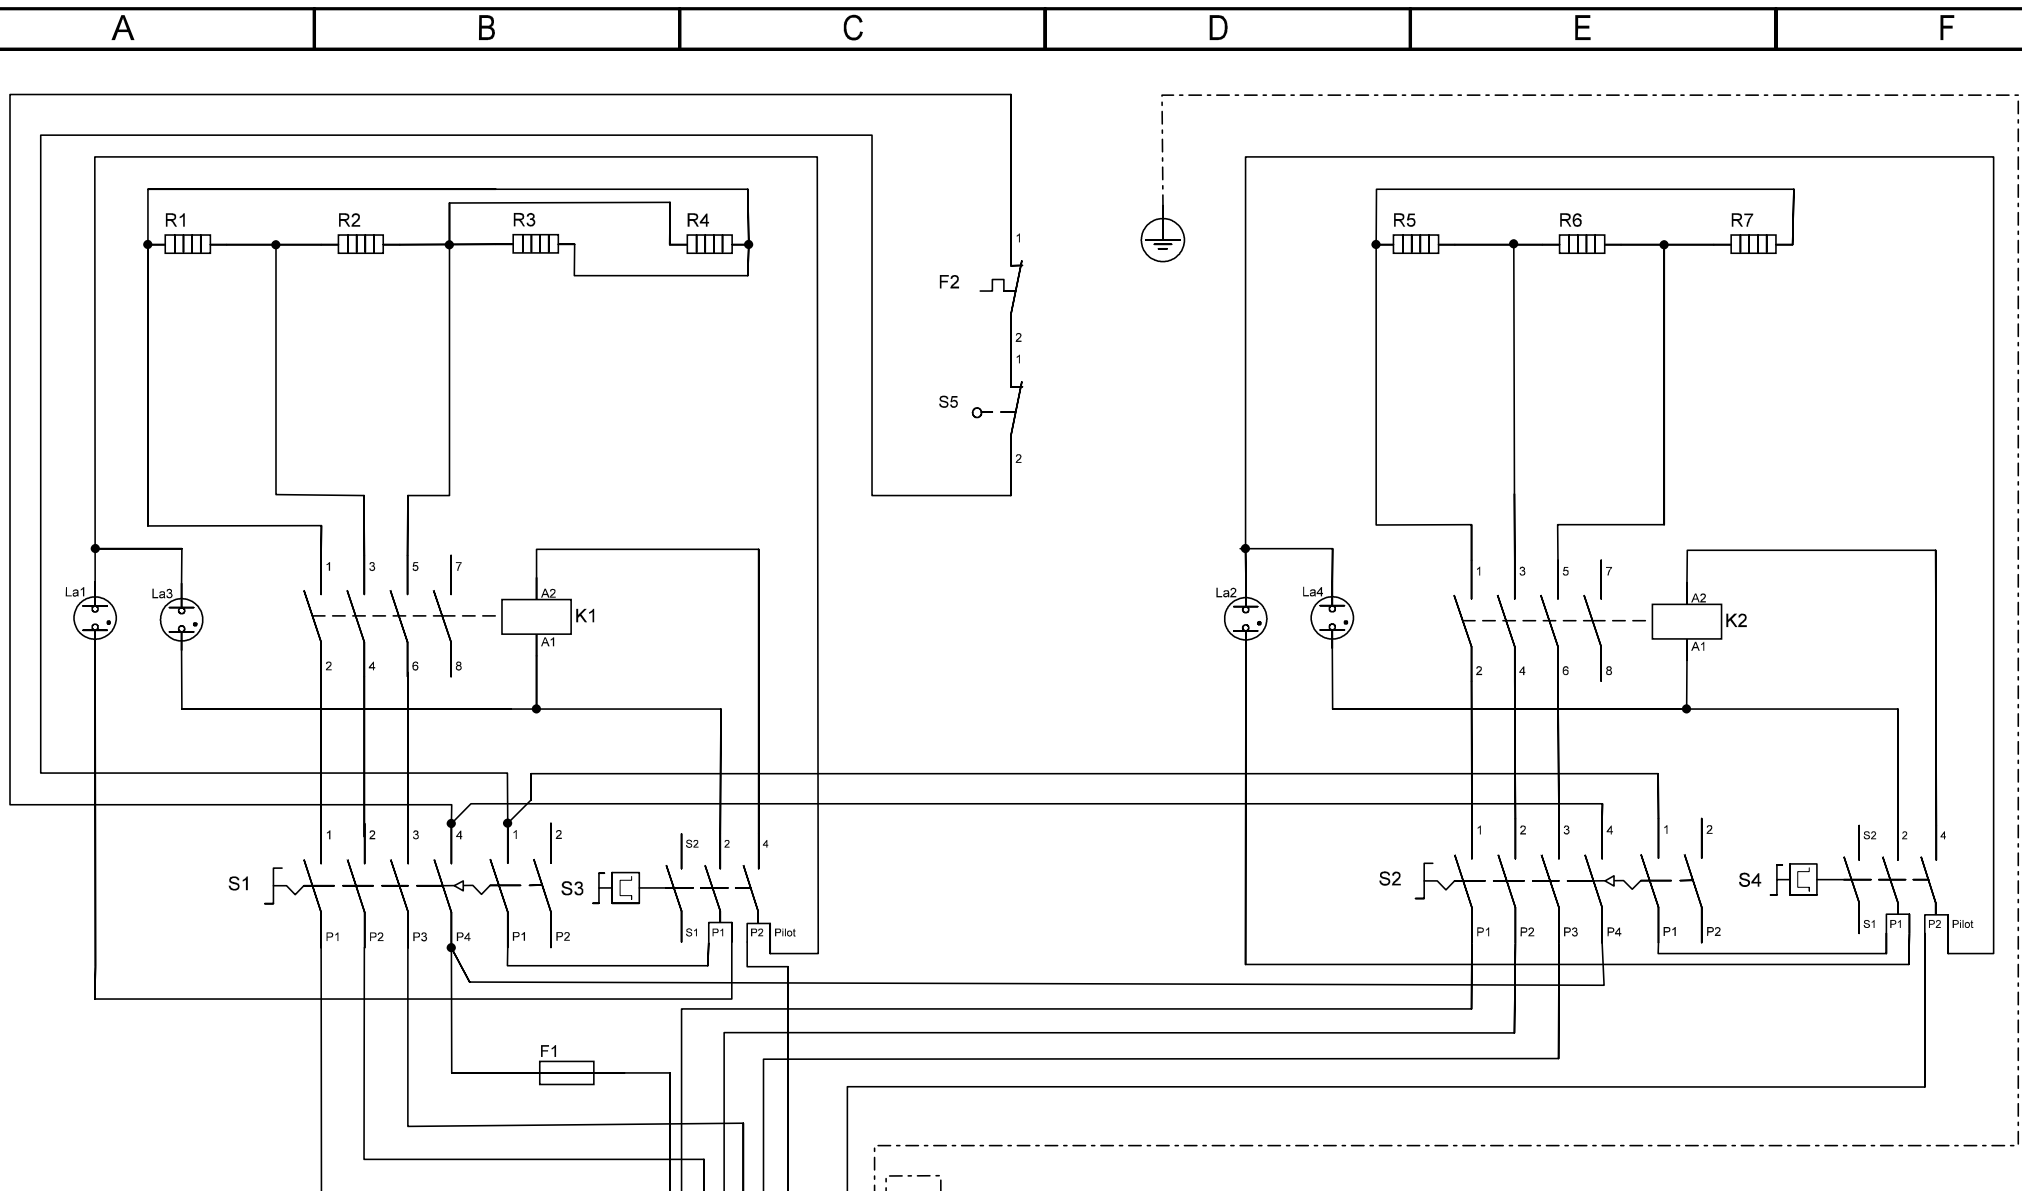 A B C D E F
R1 R2 R3 R4 R5 R6 R7
1
F2
2
1
S5
2
1 3 5 7 1 3 5 7
La1 La3 A2 La2 La4 A2
K1 K2
A1 A1
2 4 6 8 2 4 6 8
1 2 3 4 1 2 S2 2 4 1 2 3 4 1 2 S2 2 4
S1 S3 S2 S4
P1 P2 P3 P4 P1 P2 S1 P1 P2 Pilot P1 P2 P3 P4 P1 P2 S1 P1 P2 Pilot
F1